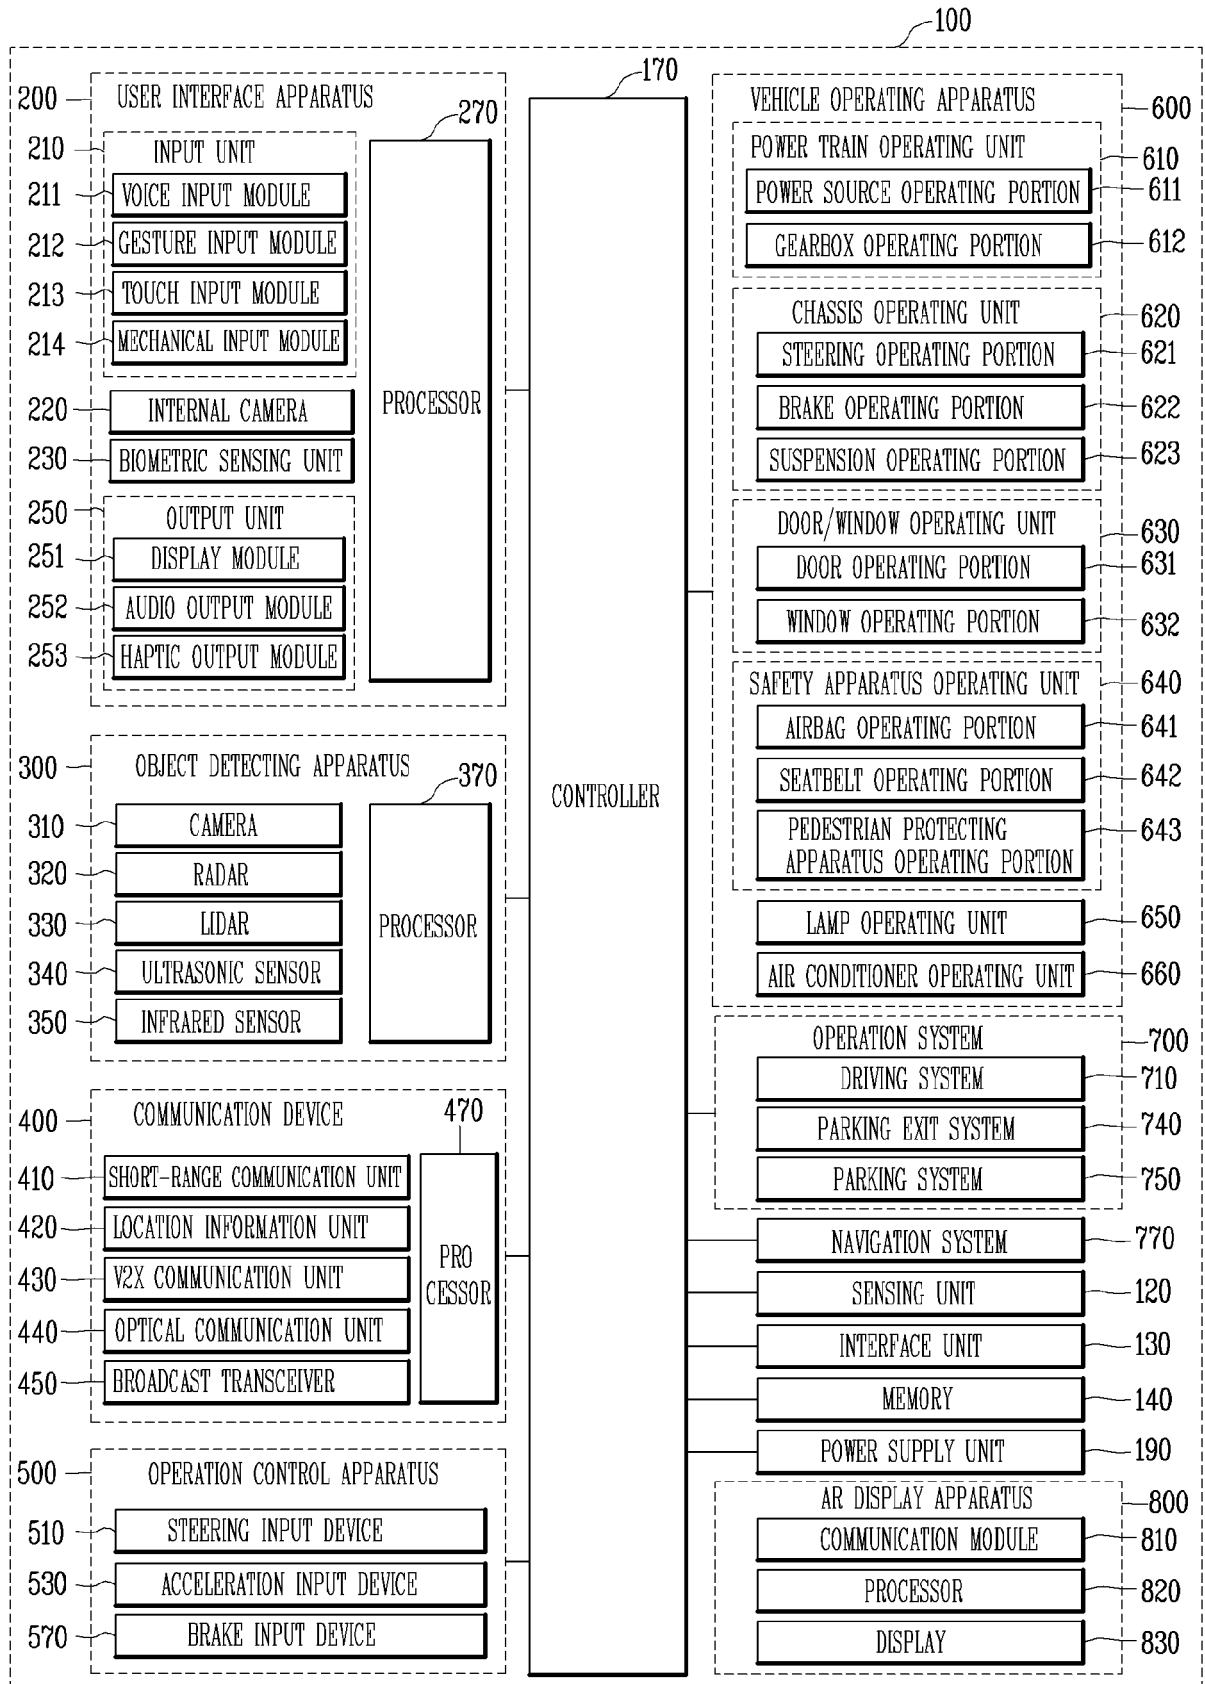 100
200
USER INTERFACE APPARATUS
270
210
INPUT UNIT
211
VOICE INPUT MODULE
212
GESTURE INPUT MODULE
213
TOUCH INPUT MODULE
214
MECHANICAL INPUT MODULE
PROCESSOR
220
INTERNAL CAMERA
230
BIOMETRIC SENSING UNIT
250
OUTPUT UNIT
251
DISPLAY MODULE
252
AUDIO OUTPUT MODULE
253
HAPTIC OUTPUT MODULE
300
OBJECT DETECTING APPARATUS
370
310
CAMERA
320
RADAR
330
LIDAR
PROCESSOR
340
ULTRASONIC SENSOR
350
INFRARED SENSOR
400
COMMUNICATION DEVICE
470
410
SHORT-RANGE COMMUNICATION UNIT
420
LOCATION INFORMATION UNIT
430
V2X COMMUNICATION UNIT
PRO
CESSOR
440
OPTICAL COMMUNICATION UNIT
450
BROADCAST TRANSCEIVER
500
OPERATION CONTROL APPARATUS
510
STEERING INPUT DEVICE
530
ACCELERATION INPUT DEVICE
570
BRAKE INPUT DEVICE
170
CONTROLLER
VEHICLE OPERATING APPARATUS
600
POWER TRAIN OPERATING UNIT
610
POWER SOURCE OPERATING PORTION
611
GEARBOX OPERATING PORTION
612
CHASSIS OPERATING UNIT
620
STEERING OPERATING PORTION
621
BRAKE OPERATING PORTION
622
SUSPENSION OPERATING PORTION
623
DOOR/WINDOW OPERATING UNIT
630
DOOR OPERATING PORTION
631
WINDOW OPERATING PORTION
632
SAFETY APPARATUS OPERATING UNIT
640
AIRBAG OPERATING PORTION
641
SEATBELT OPERATING PORTION
642
PEDESTRIAN PROTECTING
APPARATUS OPERATING PORTION
643
LAMP OPERATING UNIT
650
AIR CONDITIONER OPERATING UNIT
660
OPERATION SYSTEM
700
DRIVING SYSTEM
710
PARKING EXIT SYSTEM
740
PARKING SYSTEM
750
NAVIGATION SYSTEM
770
SENSING UNIT
120
INTERFACE UNIT
130
MEMORY
140
POWER SUPPLY UNIT
190
AR DISPLAY APPARATUS
800
COMMUNICATION MODULE
810
PROCESSOR
820
DISPLAY
830